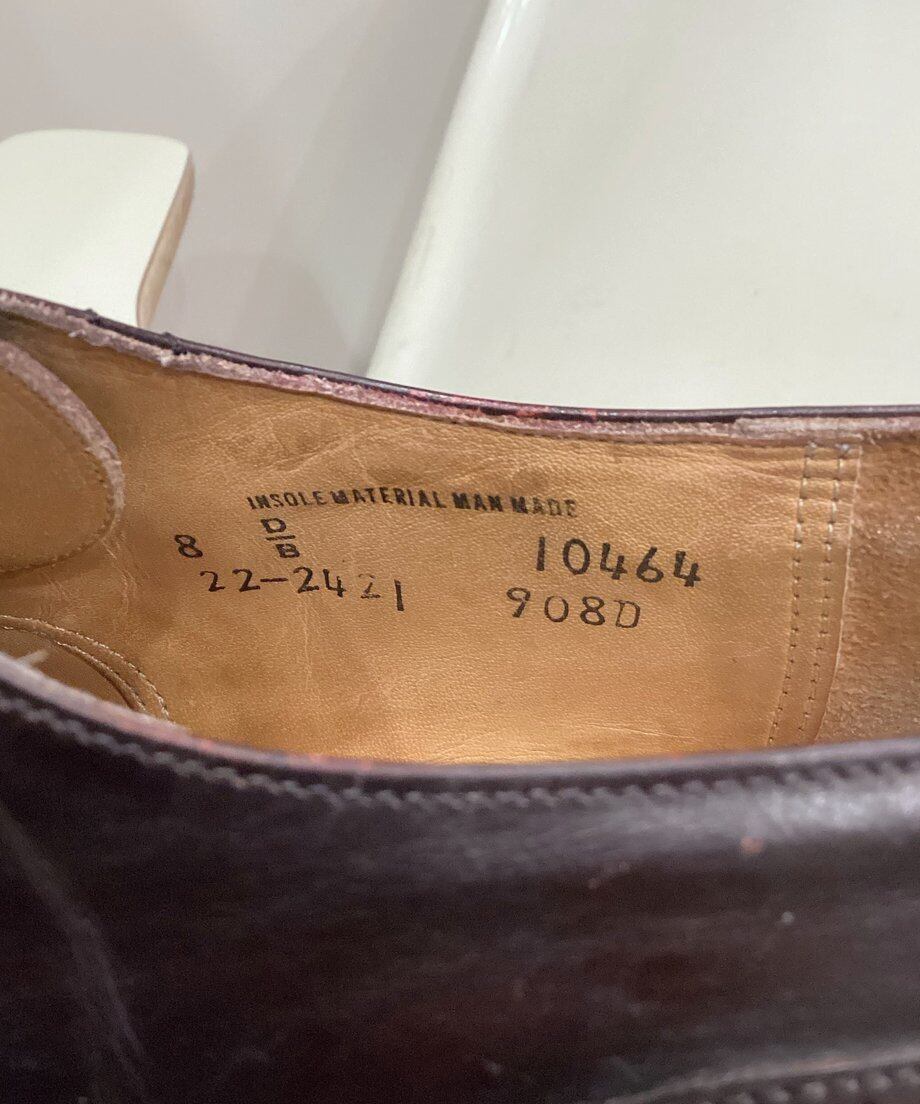 INSOLE MATERIAL MAN MADE
8 D/B
10464
22-2421
908D